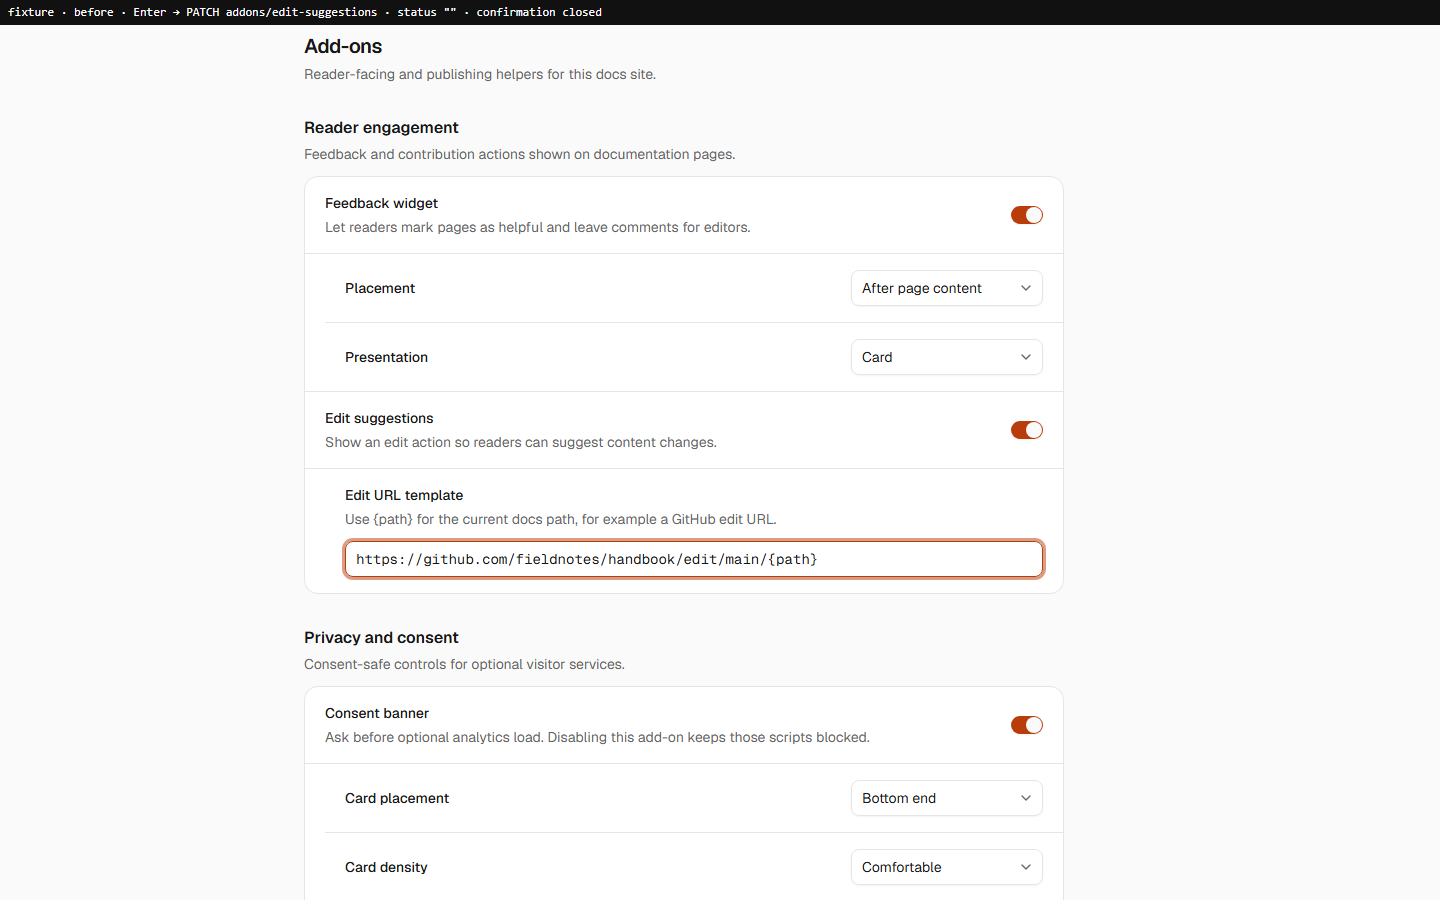 fixture · before · Enter → PATCH addons/edit-suggestions · status "" · confirmation closed
Add-ons
Reader-facing and publishing helpers for this docs site.
Reader engagement
Feedback and contribution actions shown on documentation pages.
Feedback widget
Let readers mark pages as helpful and leave comments for editors.
Placement
After page content
Presentation
Card
Edit suggestions
Show an edit action so readers can suggest content changes.
Edit URL template
Use {path} for the current docs path, for example a GitHub edit URL.
https://github.com/fieldnotes/handbook/edit/main/{path}
Privacy and consent
Consent-safe controls for optional visitor services.
Consent banner
Ask before optional analytics load. Disabling this add-on keeps those scripts blocked.
Card placement
Bottom end
Card density
Comfortable